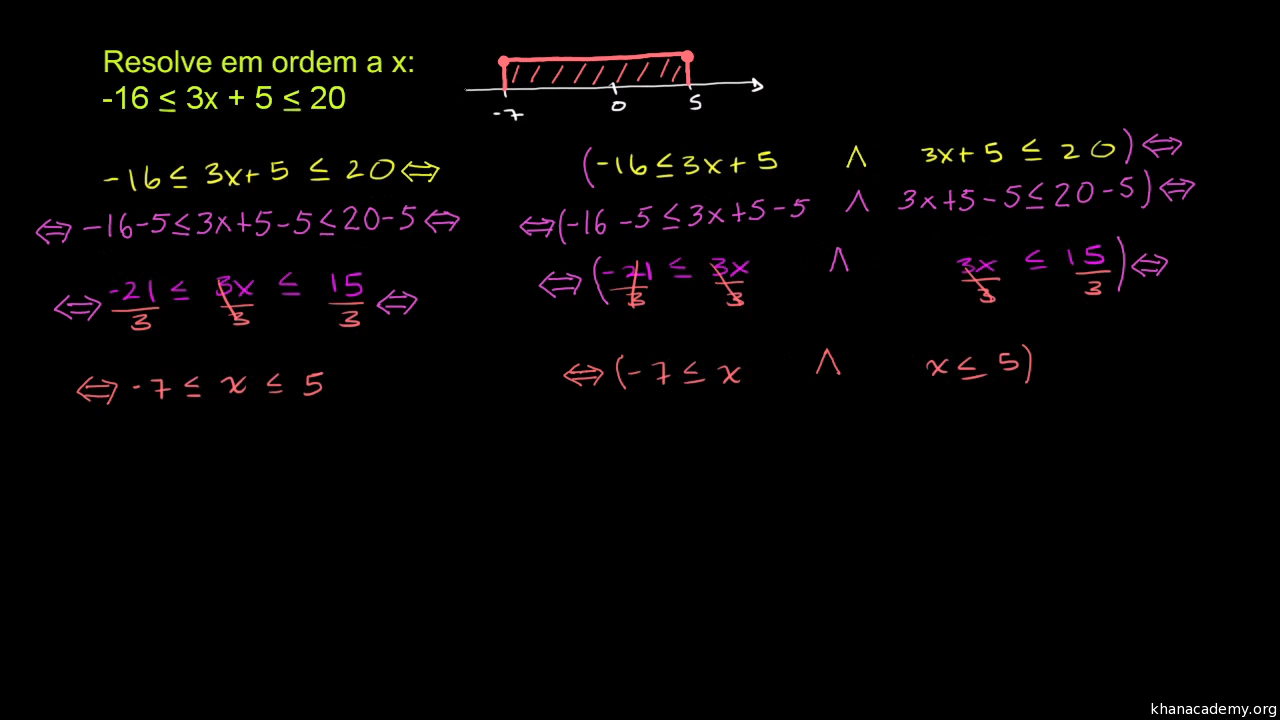 Resolve em ordem a x:
-16 ≤ 3x + 5 ≤ 20
-7 0 5
-16 ≤ 3x+5 ≤ 20 ⇔
⇔ -16-5 ≤ 3x+5-5 ≤ 20-5 ⇔
⇔ -21/3 ≤ 3x/3 ≤ 15/3 ⇔
⇔ -7 ≤ x ≤ 5
(-16 ≤ 3x+5 ∧ 3x+5 ≤ 20) ⇔
⇔ (-16-5 ≤ 3x+5-5 ∧ 3x+5-5 ≤ 20-5) ⇔
⇔ (-21/3 ≤ 3x/3 ∧ 3x/3 ≤ 15/3) ⇔
⇔ (-7 ≤ x ∧ x ≤ 5)
khanacademy.org